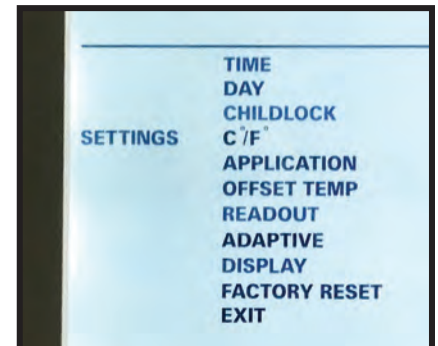 TIME
DAY
CHILDLOCK
SETTINGS C°/F°
APPLICATION
OFFSET TEMP
READOUT
ADAPTIVE
DISPLAY
FACTORY RESET
EXIT